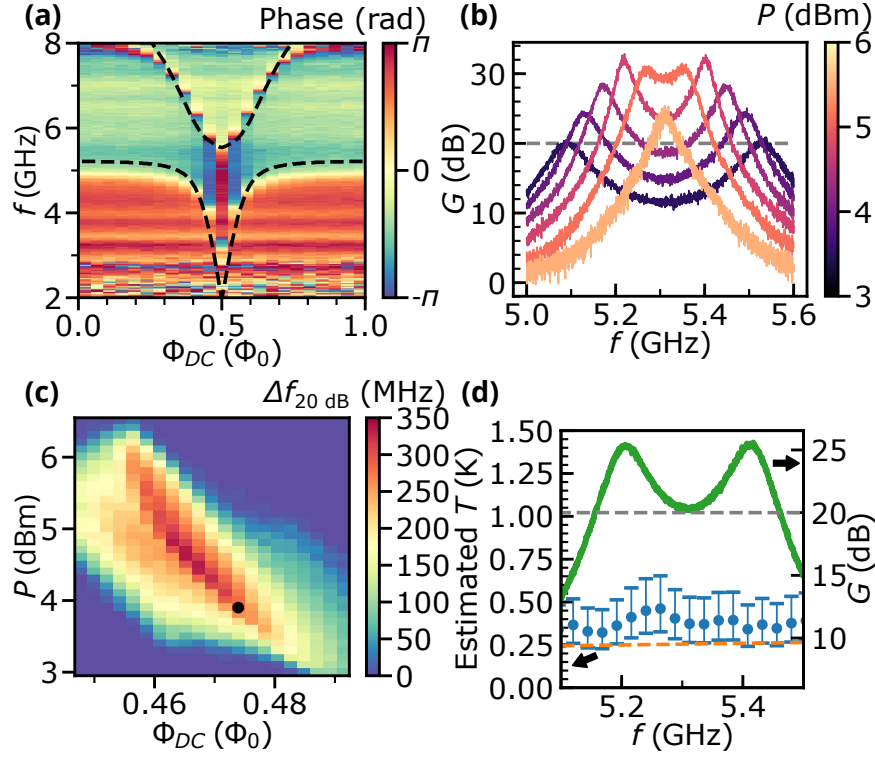 (a)
Phase (rad)
8
7
6
5
4
3
2
f (GHz)
0.0
0.5
1.0
Φ_DC (Φ_0)
π
0
-π
(b)
P (dBm)
30
20
10
0
G (dB)
5.0
5.2
5.4
5.6
f (GHz)
6
5
4
3
(c)
Δf_20 dB (MHz)
6
5
4
3
P (dBm)
0.46
0.48
Φ_DC (Φ_0)
350
300
250
200
150
100
50
0
(d)
1.50
1.25
1.00
0.75
0.50
0.25
0.00
Estimated T (K)
5.2
5.4
f (GHz)
25
20
15
10
G (dB)